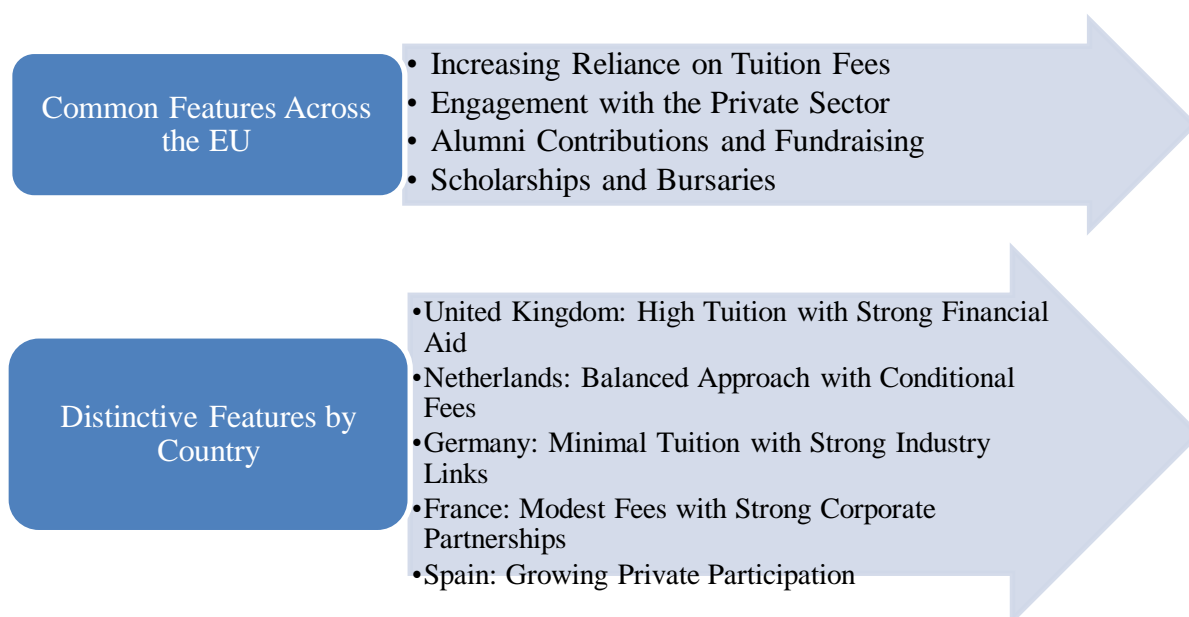 Common Features Across
the EU
• Increasing Reliance on Tuition Fees
• Engagement with the Private Sector
• Alumni Contributions and Fundraising
• Scholarships and Bursaries
Distinctive Features by
Country
•United Kingdom: High Tuition with Strong Financial
Aid
•Netherlands: Balanced Approach with Conditional
Fees
•Germany: Minimal Tuition with Strong Industry
Links
•France: Modest Fees with Strong Corporate
Partnerships
•Spain: Growing Private Participation